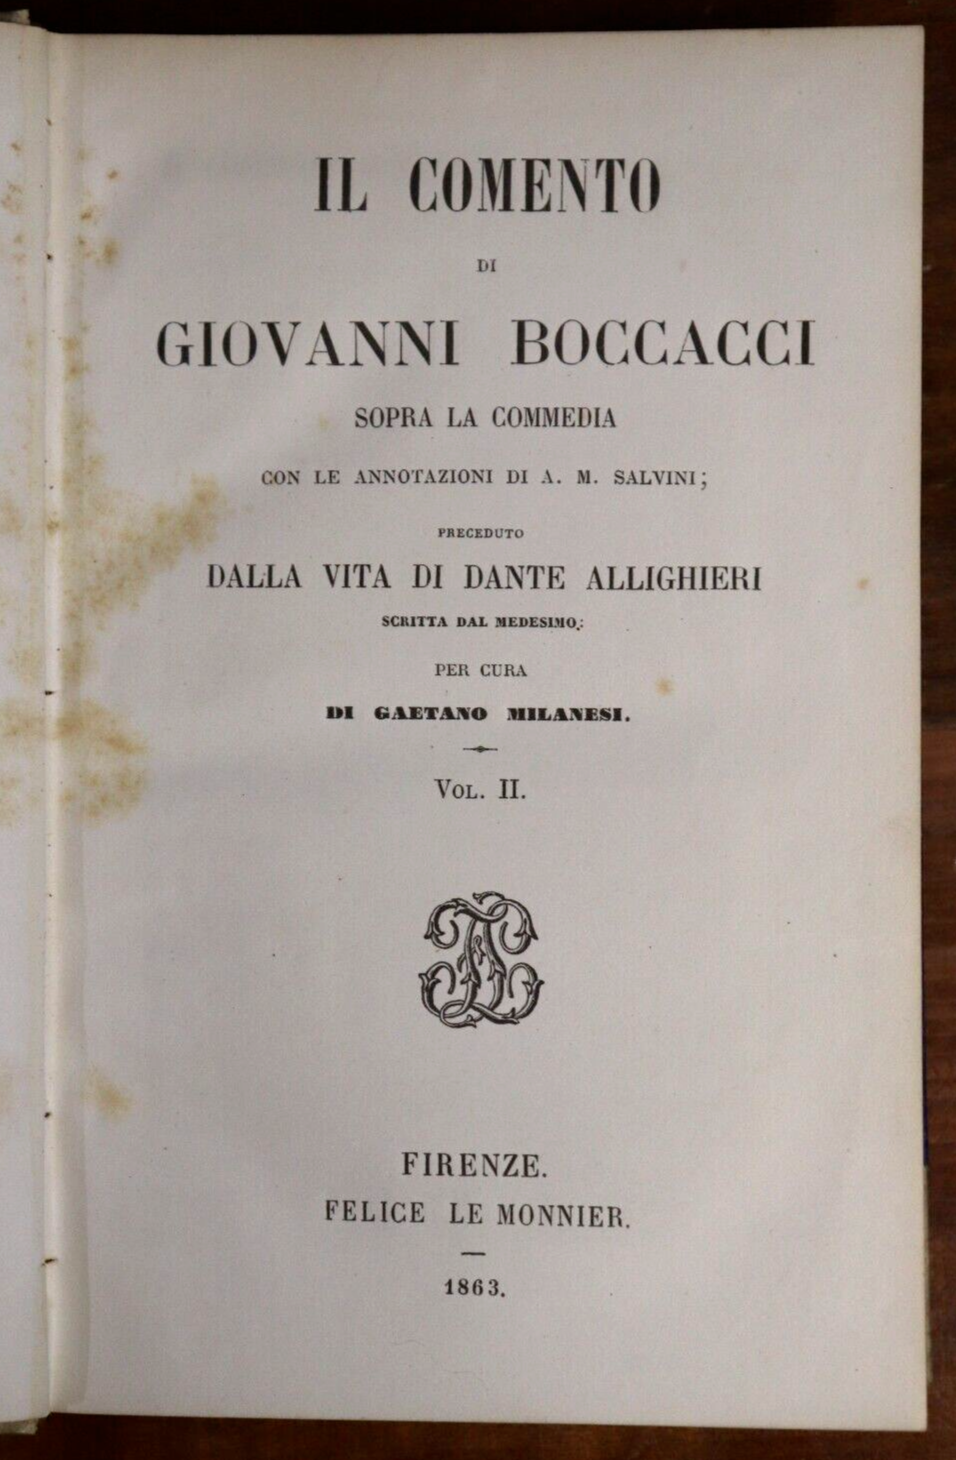 IL COMENTO
DI
GIOVANNI BOCCACCI
SOPRA LA COMMEDIA
CON LE ANNOTAZIONI DI A. M. SALVINI;
PRECEDUTO
DALLA VITA DI DANTE ALLIGHIERI
SCRITTA DAL MEDESIMO;
PER CURA
DI GAETANO MILANESI.
VOL. II.
FIRENZE.
FELICE LE MONNIER.
1863.